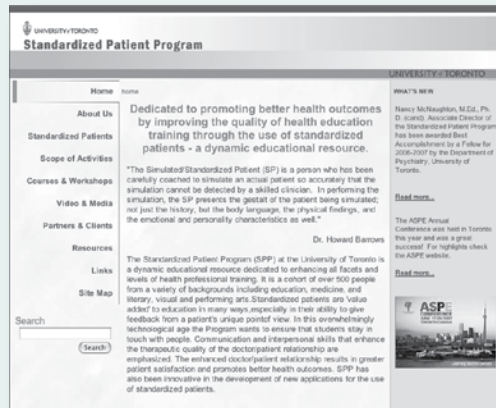 UNIVERSITY of TORONTO
Standardized Patient Program
UNIVERSITY of TORONTO
Home
About Us
Standardized Patients
Scope of Activities
Courses & Workshops
Video & Media
Partners & Clients
Resources
Links
Site Map
Search
Search
home
Dedicated to promoting better health outcomes
by improving the quality of health education
training through the use of standardized
patients - a dynamic educational resource.
"The Simulated/Standardized Patient (SP) is a person who has been
carefully coached to simulate an actual patient so accurately that the
simulation cannot be detected by a skilled clinician. In performing the
simulation, the SP presents the gestalt of the patient being simulated;
not just the history, but the body language, the physical findings, and
the emotional and personality characteristics as well."
Dr. Howard Barrows
The Standardized Patient Program (SPP) at the University of Toronto is
a dynamic educational resource dedicated to enhancing all facets and
levels of health professional training. It is a cohort of over 500 people
from a variety of backgrounds including education, medicine, and
literary, visual and performing arts.Standardized patients are 'value
added' to education in many ways,especially in their ability to give
feedback from a patient's unique pointof view. In this overwhelmingly
technological age the Program wants to ensure that students stay in
touch with people. Communication and interpersonal skills that enhance
the therapeutic quality of the doctor/patient relationship are
emphasized. The enhanced doctor/patient relationship results in greater
patient satisfaction and promotes better health outcomes. SPP has
also been innovative in the development of new applications for the use
of standardized patients.
WHAT'S NEW
Nancy McNaughton, M.Ed., Ph.
D. (cand). Associate Director of
the Standardized Patient Program
has been awarded Best
Accomplishment by a Fellow for
2006-2007 by the Department of
Psychiatry, University of
Toronto.
Read more...
The ASPE Annual
Conference was held in Toronto
this year and was a great
success! For highlights check
the ASPE website.
Read more...
ASPE
CONFERENCE